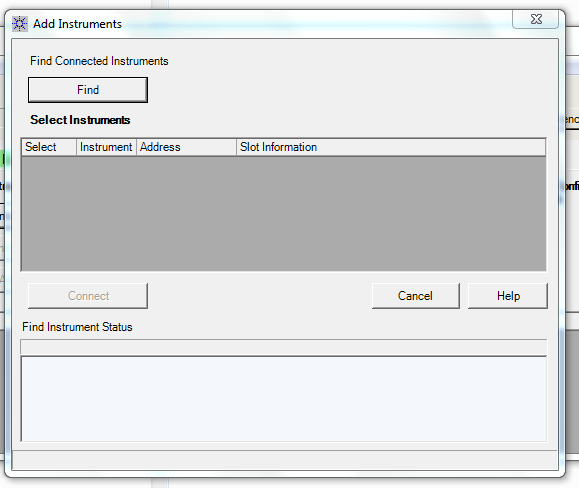 Add Instruments
Find Connected Instruments
Find
Select Instruments
Select Instrument Address Slot Information
Connect Cancel Help
Find Instrument Status